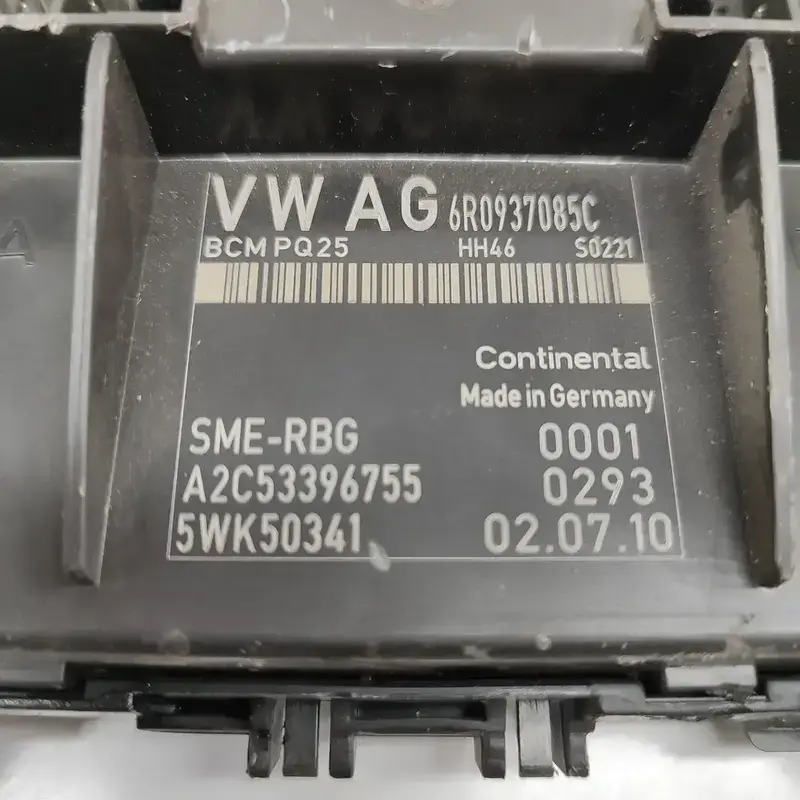 VW AG 6R0937085C
BCM PQ25 HH46 S0221
Continental
Made in Germany
SME-RBG 0001
A2C53396755 0293
5WK50341 02.07.10